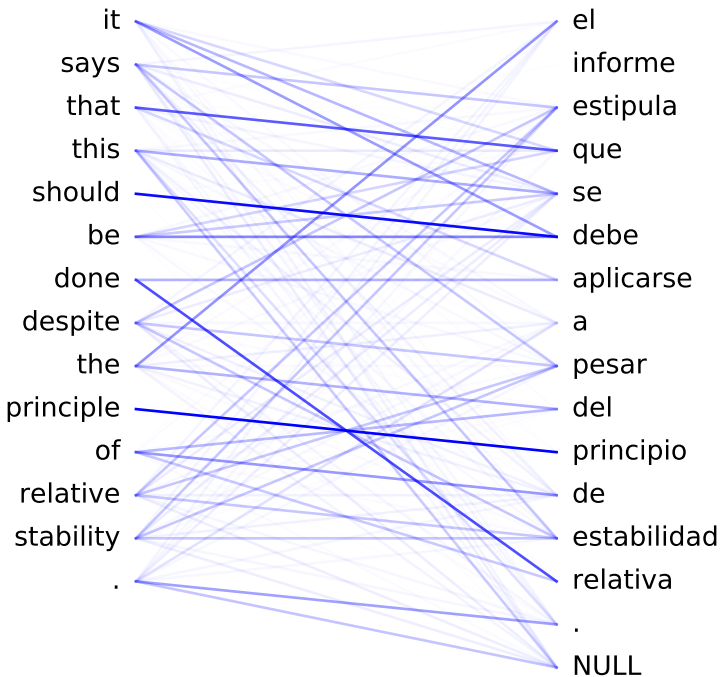 it
says
that
this
should
be
done
despite
the
principle
of
relative
stability
.
el
informe
estipula
que
se
debe
aplicarse
a
pesar
del
principio
de
estabilidad
relativa
.
NULL